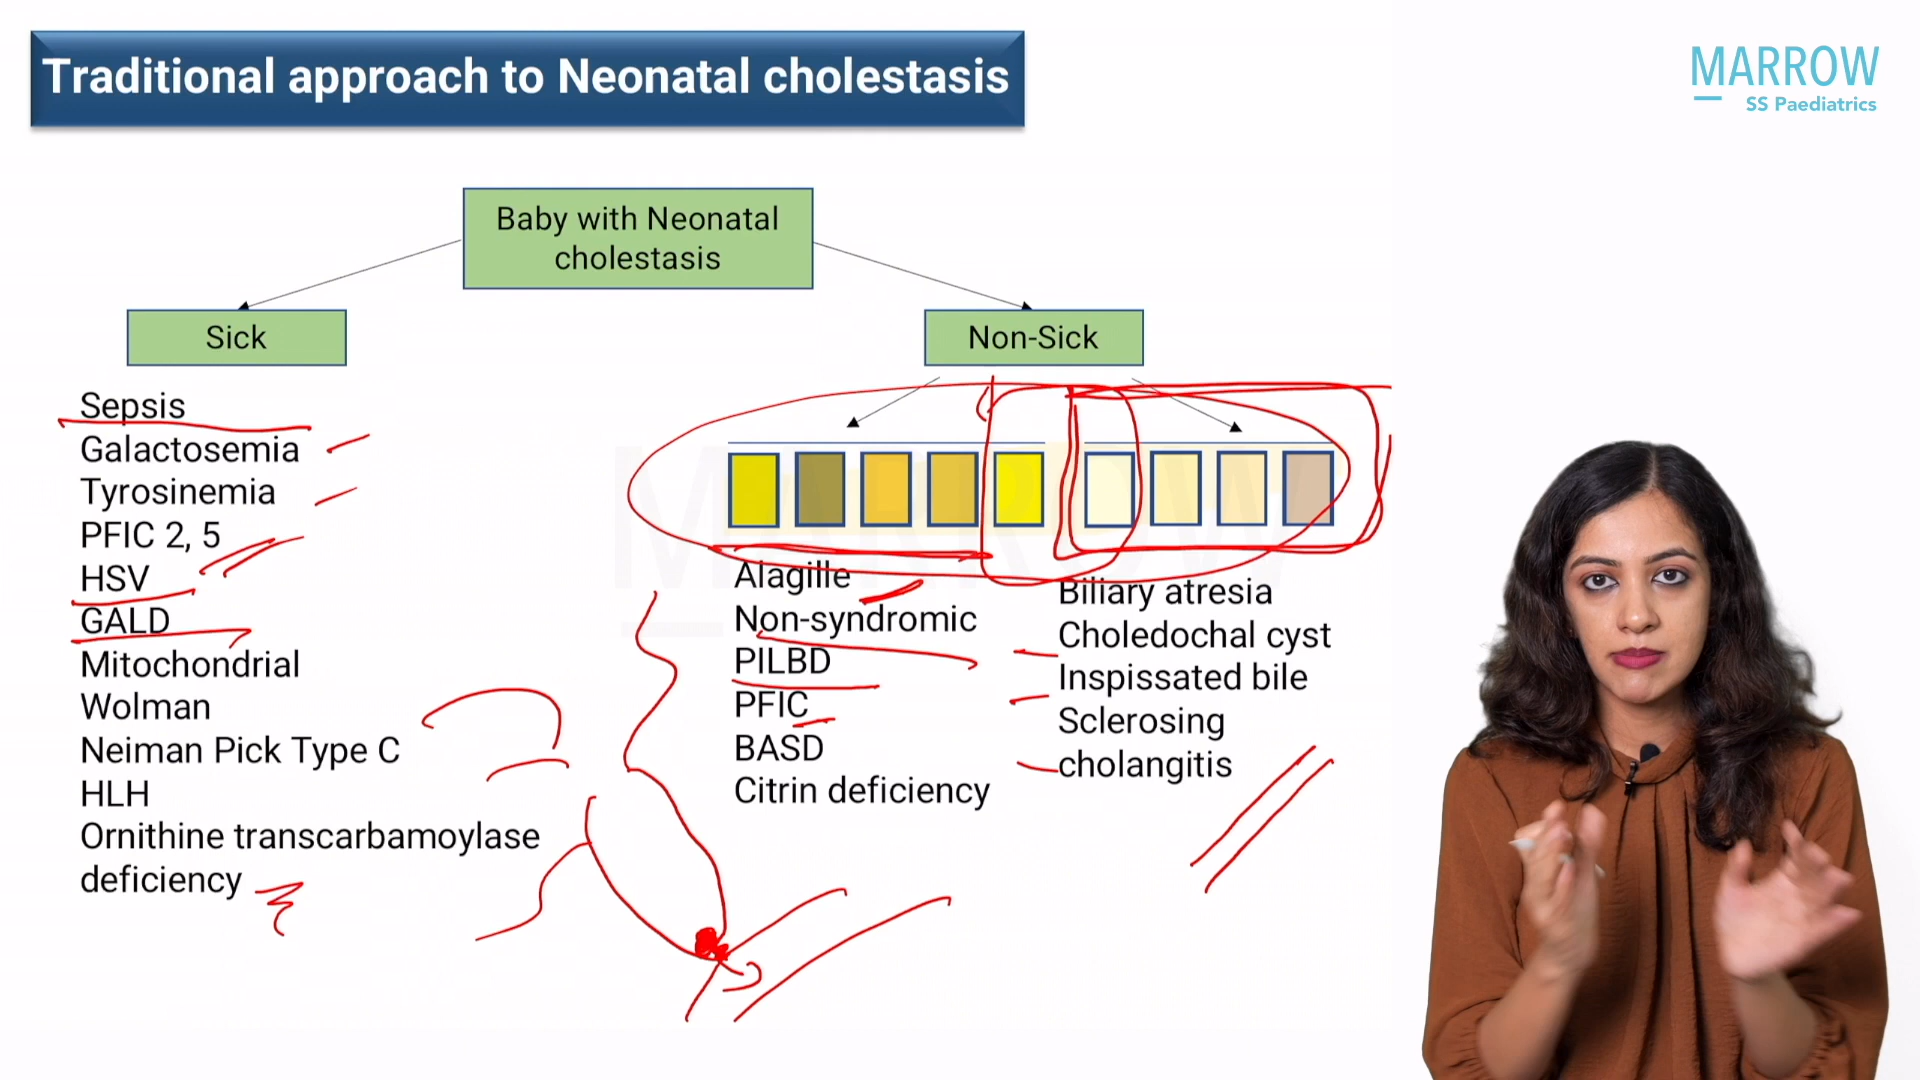 Traditional approach to Neonatal cholestasis
MARROW
SS Paediatrics
Baby with Neonatal
cholestasis
Sick
Non-Sick
Sepsis
Galactosemia
Tyrosinemia
PFIC 2, 5
HSV
GALD
Mitochondrial
Wolman
Neiman Pick Type C
HLH
Ornithine transcarbamoylase
deficiency
Alagille
Non-syndromic
PILBD
PFIC
BASD
Citrin deficiency
Biliary atresia
Choledochal cyst
Inspissated bile
Sclerosing
cholangitis
MARROW